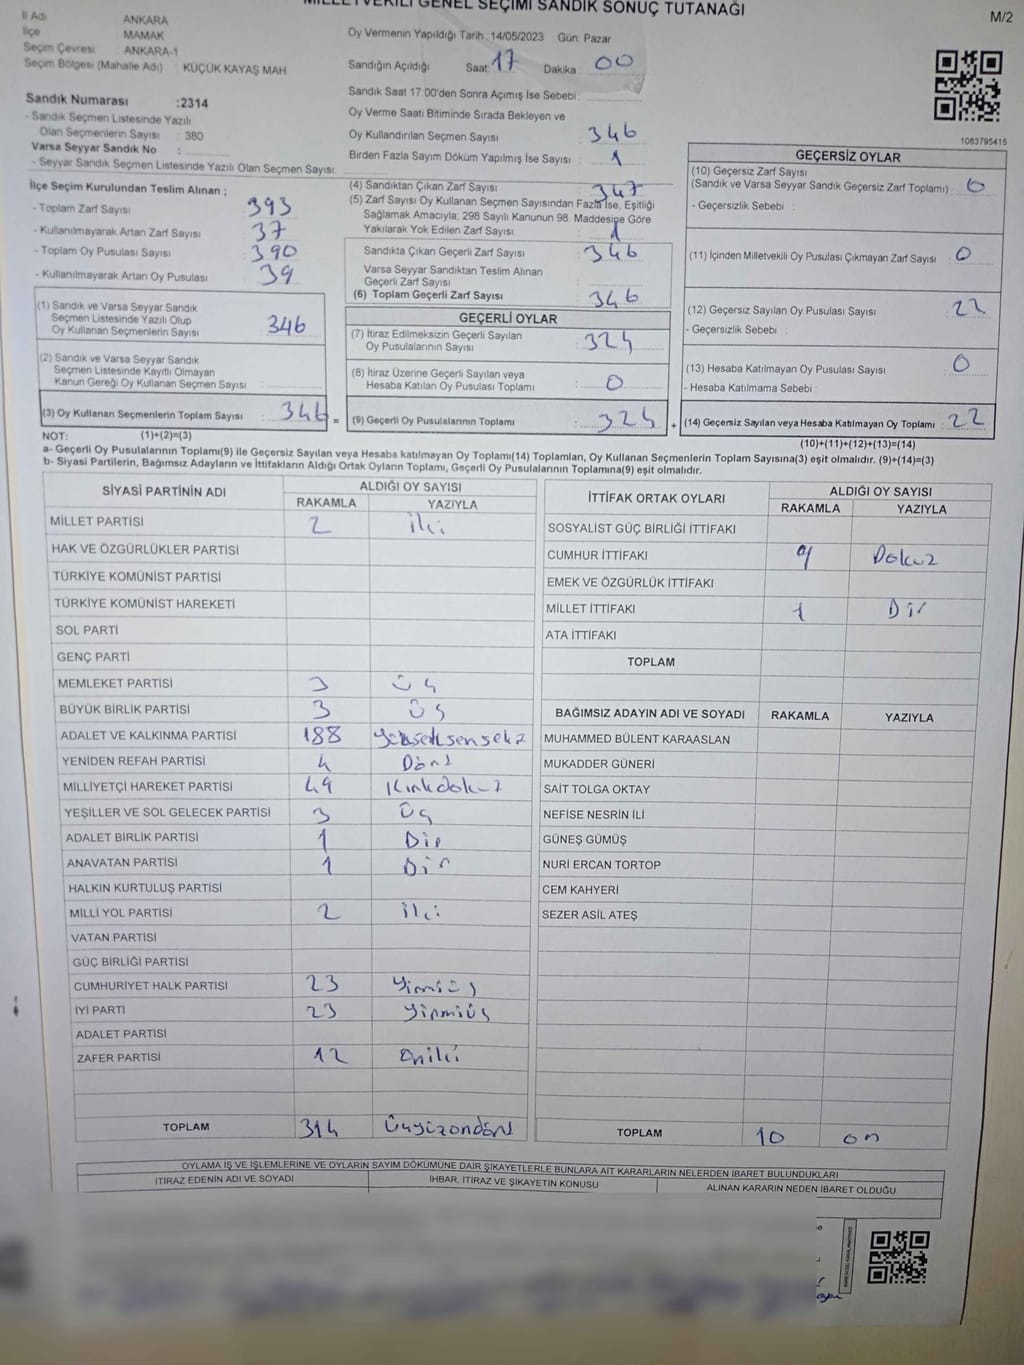 MİLLETVEKİLİ GENEL SEÇİMİ SANDIK SONUÇ TUTANAĞI
M/2
İl Adı ANKARA
İlçe MAMAK
Seçim Çevresi : ANKARA-1
Seçim Bölgesi (Mahalle Adı) : KÜÇÜK KAYAŞ MAH
Sandık Numarası :2314
- Sandık Seçmen Listesinde Yazılı
Olan Seçmenlerin Sayısı : 380
Varsa Seyyar Sandık No :
- Seyyar Sandık Seçmen Listesinde Yazılı Olan Seçmen Sayısı:
Oy Vermenin Yapıldığı Tarih : 14/05/2023 Gün: Pazar
Sandığın Açıldığı Saat: 17 Dakika : 00
Sandık Saat 17.00'den Sonra Açımış İse Sebebi:
Oy Verme Saati Bitiminde Sırada Bekleyen ve
Oy Kullandırılan Seçmen Sayısı : 346
Birden Fazla Sayım Döküm Yapılmış İse Sayısı : 1
1063795415
İlçe Seçim Kurulundan Teslim Alınan ;
- Toplam Zarf Sayısı : 393
- Kullanılmayarak Artan Zarf Sayısı : 37
- Toplam Oy Pusulası Sayısı : 390
- Kullanılmayarak Artan Oy Pusulası : 39
(1) Sandık ve Varsa Seyyar Sandık
Seçmen Listesinde Yazılı Olup
Oy Kullanan Seçmenlerin Sayısı : 346
(2) Sandık ve Varsa Seyyar Sandık
Seçmen Listesinde Kayıtlı Olmayan
Kanun Gereği Oy Kullanan Seçmen Sayısı :
(3) Oy Kullanan Seçmenlerin Toplam Sayısı : 346 =
(4) Sandıktan Çıkan Zarf Sayısı : 347
(5) Zarf Sayısı Oy Kullanan Seçmen Sayısından Fazla İse, Eşitliği
Sağlamak Amacıyla; 298 Sayılı Kanunun 98. Maddesine Göre
Yakılarak Yok Edilen Zarf Sayısı : 1
Sandıkta Çıkan Geçerli Zarf Sayısı : 346
Varsa Seyyar Sandıktan Teslim Alınan
Geçerli Zarf Sayısı :
(6) Toplam Geçerli Zarf Sayısı : 346
GEÇERLİ OYLAR
(7) İtiraz Edilmeksizin Geçerli Sayılan
Oy Pusulalarının Sayısı : 324
(8) İtiraz Üzerine Geçerli Sayılan veya
Hesaba Katılan Oy Pusulası Toplamı : 0
(9) Geçerli Oy Pusulalarının Toplamı : 324 +
GEÇERSİZ OYLAR
(10) Geçersiz Zarf Sayısı
(Sandık ve Varsa Seyyar Sandık Geçersiz Zarf Toplamı) : 0
- Geçersizlik Sebebi :
(11) İçinden Milletvekili Oy Pusulası Çıkmayan Zarf Sayısı : 0
(12) Geçersiz Sayılan Oy Pusulası Sayısı : 22
- Geçersizlik Sebebi :
(13) Hesaba Katılmayan Oy Pusulası Sayısı : 0
- Hesaba Katılmama Sebebi :
(14) Geçersiz Sayılan veya Hesaba Katılmayan Oy Toplamı : 22
NOT: (1)+(2)=(3) (10)+(11)+(12)+(13)=(14)
a- Geçerli Oy Pusulalarının Toplamı(9) ile Geçersiz Sayılan veya Hesaba katılmayan Oy Toplamı(14) Toplamları, Oy Kullanan Seçmenlerin Toplam Sayısına(3) eşit olmalıdır. (9)+(14)=(3)
b- Siyasi Partilerin, Bağımsız Adayların ve İttifakların Aldığı Ortak Oyların Toplamı, Geçerli Oy Pusulalarının Toplamına(9) eşit olmalıdır.
SİYASİ PARTİNİN ADI ALDIĞI OY SAYISI
RAKAMLA YAZIYLA
MİLLET PARTİSİ 2 iki
HAK VE ÖZGÜRLÜKLER PARTİSİ
TÜRKİYE KOMÜNİST PARTİSİ
TÜRKİYE KOMÜNİST HAREKETİ
SOL PARTİ
GENÇ PARTİ
MEMLEKET PARTİSİ 3 üç
BÜYÜK BİRLİK PARTİSİ 3 üç
ADALET VE KALKINMA PARTİSİ 188 yükseksensekiz
YENİDEN REFAH PARTİSİ 4 Dört
MİLLİYETÇİ HAREKET PARTİSİ 49 Kırkdokuz
YEŞİLLER VE SOL GELECEK PARTİSİ 3 üç
ADALET BİRLİK PARTİSİ 1 Bir
ANAVATAN PARTİSİ 1 Bir
HALKIN KURTULUŞ PARTİSİ
MİLLİ YOL PARTİSİ 2 iki
VATAN PARTİSİ
GÜÇ BİRLİĞİ PARTİSİ
CUMHURİYET HALK PARTİSİ 23 Yirmiüç
İYİ PARTİ 23 Yirmiüç
ADALET PARTİSİ
ZAFER PARTİSİ 12 oniki
TOPLAM 314 üçyüzondört
İTTİFAK ORTAK OYLARI ALDIĞI OY SAYISI
RAKAMLA YAZIYLA
SOSYALİST GÜÇ BİRLİĞİ İTTİFAKI
CUMHUR İTTİFAKI 9 Dokuz
EMEK VE ÖZGÜRLÜK İTTİFAKI
MİLLET İTTİFAKI 1 Bir
ATA İTTİFAKI
TOPLAM
BAĞIMSIZ ADAYIN ADI VE SOYADI RAKAMLA YAZIYLA
MUHAMMED BÜLENT KARAASLAN
MUKADDER GÜNERİ
SAİT TOLGA OKTAY
NEFİSE NESRİN İLİ
GÜNEŞ GÜMÜŞ
NURİ ERCAN TORTOP
CEM KAHYERİ
SEZER ASİL ATEŞ
TOPLAM 10 on
OYLAMA İŞ VE İŞLEMLERİNE VE OYLARIN SAYIM DÖKÜMÜNE DAİR ŞİKAYETLERLE BUNLARA AİT KARARLARIN NELERDEN İBARET BULUNDUKLARI
İTİRAZ EDENİN ADI VE SOYADI İHBAR, İTİRAZ VE ŞİKAYETİN KONUSU ALINAN KARARIN NEDEN İBARET OLDUĞU